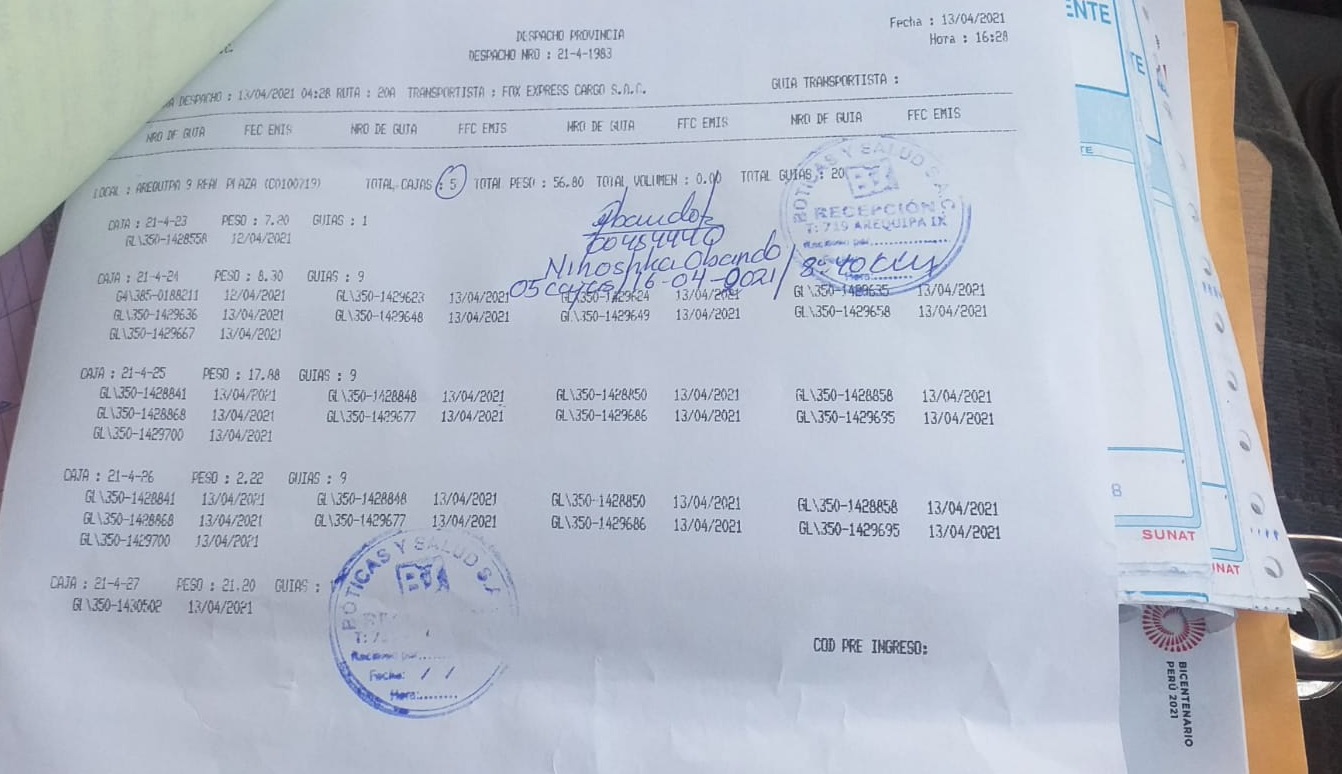 Fecha : 13/04/2021
Hora : 16:28
DESPACHO PROVINCIA
DESPACHO NRO : 21-4-1983
DESPACHO : 13/04/2021 04:28 RUTA : 20A TRANSPORTISTA : FOX EXPRESS CARGO S.A.C. GUIA TRANSPORTISTA :
NRO DE GUIA FEC EMIS NRO DE GUIA FEC EMIS NRO DE GUIA FEC EMIS NRO DE GUIA FEC EMIS
LOCAL : AREQUIPA 9 REAL PLAZA (C0100719) TOTAL CAJAS : 5 TOTAL PESO : 56.80 TOTAL VOLUMEN : 0.00 TOTAL GUIAS : 20
CAJA : 21-4-23 PESO : 7.20 GUIAS : 1
GL\350-1428558 12/04/2021
CAJA : 21-4-24 PESO : 8.30 GUIAS : 9
G4\385-0188211 12/04/2021 GL\350-1429623 13/04/2021 GL\350-1429624 13/04/2021 GL\350-1429635 13/04/2021
GL\350-1429636 13/04/2021 GL\350-1429648 13/04/2021 GL\350-1429649 13/04/2021 GL\350-1429658 13/04/2021
GL\350-1429667 13/04/2021
CAJA : 21-4-25 PESO : 17.88 GUIAS : 9
GL\350-1428841 13/04/2021 GL\350-1428848 13/04/2021 GL\350-1428850 13/04/2021 GL\350-1428858 13/04/2021
GL\350-1428868 13/04/2021 GL\350-1429677 13/04/2021 GL\350-1429686 13/04/2021 GL\350-1429695 13/04/2021
GL\350-1429700 13/04/2021
CAJA : 21-4-26 PESO : 2.22 GUIAS : 9
GL\350-1428841 13/04/2021 GL\350-1428848 13/04/2021 GL\350-1428850 13/04/2021 GL\350-1428858 13/04/2021
GL\350-1428868 13/04/2021 GL\350-1429677 13/04/2021 GL\350-1429686 13/04/2021 GL\350-1429695 13/04/2021
GL\350-1429700 13/04/2021
CAJA : 21-4-27 PESO : 21.20 GUIAS :
GL\350-1430502 13/04/2021
COD PRE INGRESO:
BOTICAS Y SALUD S.A.C
RECEPCIÓN
T: 719 AREQUIPA IX
Hora:
Obando
Nihoshka Obando
05 cajas / 16-04-2021 / 8:40
BOTICAS Y SALUD S.A.
Fecha: / /
Hora:........
ENTE
TE
TE
8
SUNAT
UNAT
BICENTENARIO
PERÚ 2021